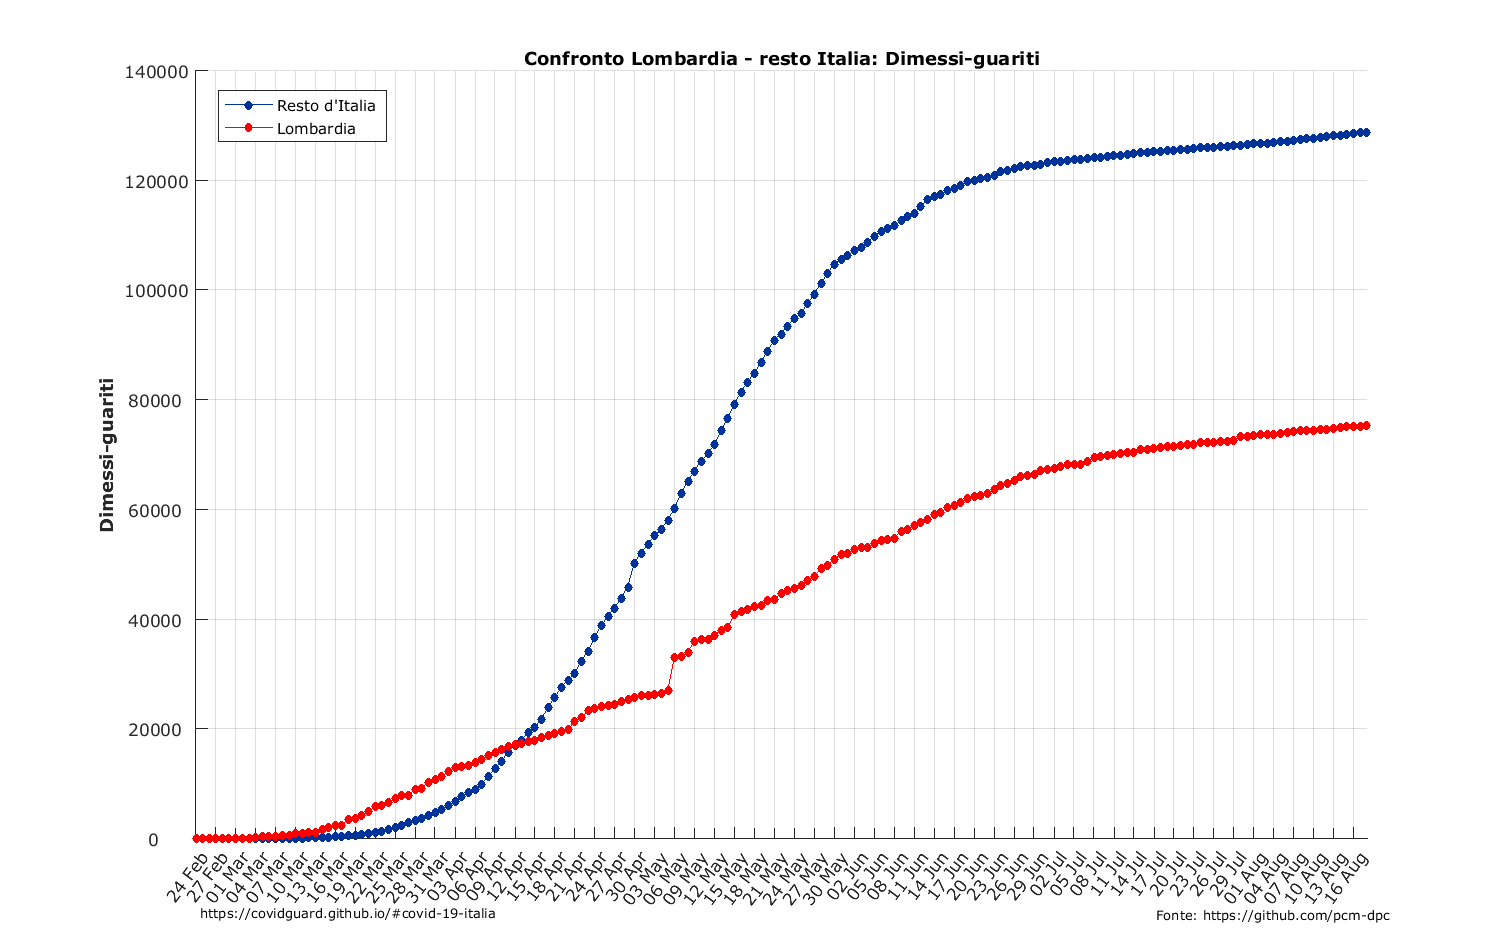 Confronto Lombardia - resto Italia: Dimessi-guariti
Resto d'Italia
Lombardia
Dimessi-guariti
140000
120000
100000
80000
60000
40000
20000
0
24 Feb
27 Feb
01 Mar
04 Mar
07 Mar
10 Mar
13 Mar
16 Mar
19 Mar
22 Mar
25 Mar
28 Mar
31 Mar
03 Apr
06 Apr
09 Apr
12 Apr
15 Apr
18 Apr
21 Apr
24 Apr
27 Apr
30 Apr
03 May
06 May
09 May
12 May
15 May
18 May
21 May
24 May
27 May
30 May
02 Jun
05 Jun
08 Jun
11 Jun
14 Jun
17 Jun
20 Jun
23 Jun
26 Jun
29 Jun
02 Jul
05 Jul
08 Jul
11 Jul
14 Jul
17 Jul
20 Jul
23 Jul
26 Jul
29 Jul
01 Aug
04 Aug
07 Aug
10 Aug
13 Aug
16 Aug
https://covidguard.github.io/#covid-19-italia
Fonte: https://github.com/pcm-dpc